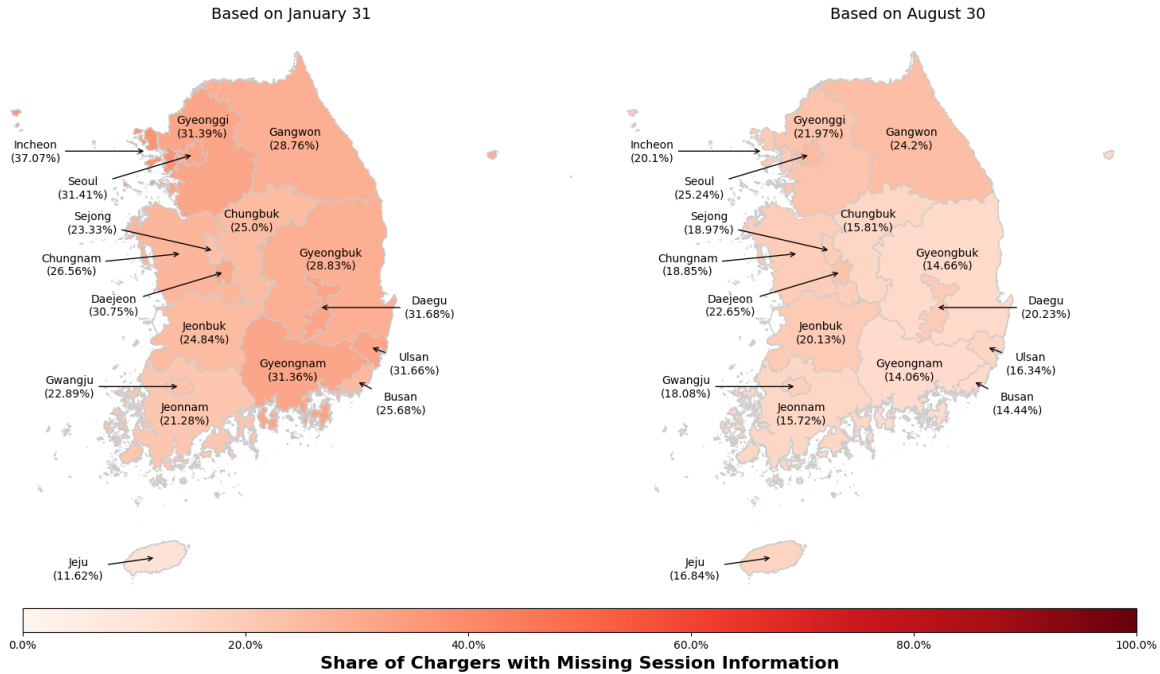 Based on January 31
Gyeonggi
(31.39%)
Gangwon
(28.76%)
Incheon
(37.07%)
Seoul
(31.41%)
Sejong
(23.33%)
Chungbuk
(25.0%)
Chungnam
(26.56%)
Gyeongbuk
(28.83%)
Daejeon
(30.75%)
Daegu
(31.68%)
Jeonbuk
(24.84%)
Ulsan
(31.66%)
Gyeongnam
(31.36%)
Gwangju
(22.89%)
Busan
(25.68%)
Jeonnam
(21.28%)
Jeju
(11.62%)
Based on August 30
Gyeonggi
(21.97%)
Gangwon
(24.2%)
Incheon
(20.1%)
Seoul
(25.24%)
Sejong
(18.97%)
Chungbuk
(15.81%)
Chungnam
(18.85%)
Gyeongbuk
(14.66%)
Daejeon
(22.65%)
Daegu
(20.23%)
Jeonbuk
(20.13%)
Ulsan
(16.34%)
Gyeongnam
(14.06%)
Gwangju
(18.08%)
Busan
(14.44%)
Jeonnam
(15.72%)
Jeju
(16.84%)
0.0% 20.0% 40.0% 60.0% 80.0% 100.0%
Share of Chargers with Missing Session Information